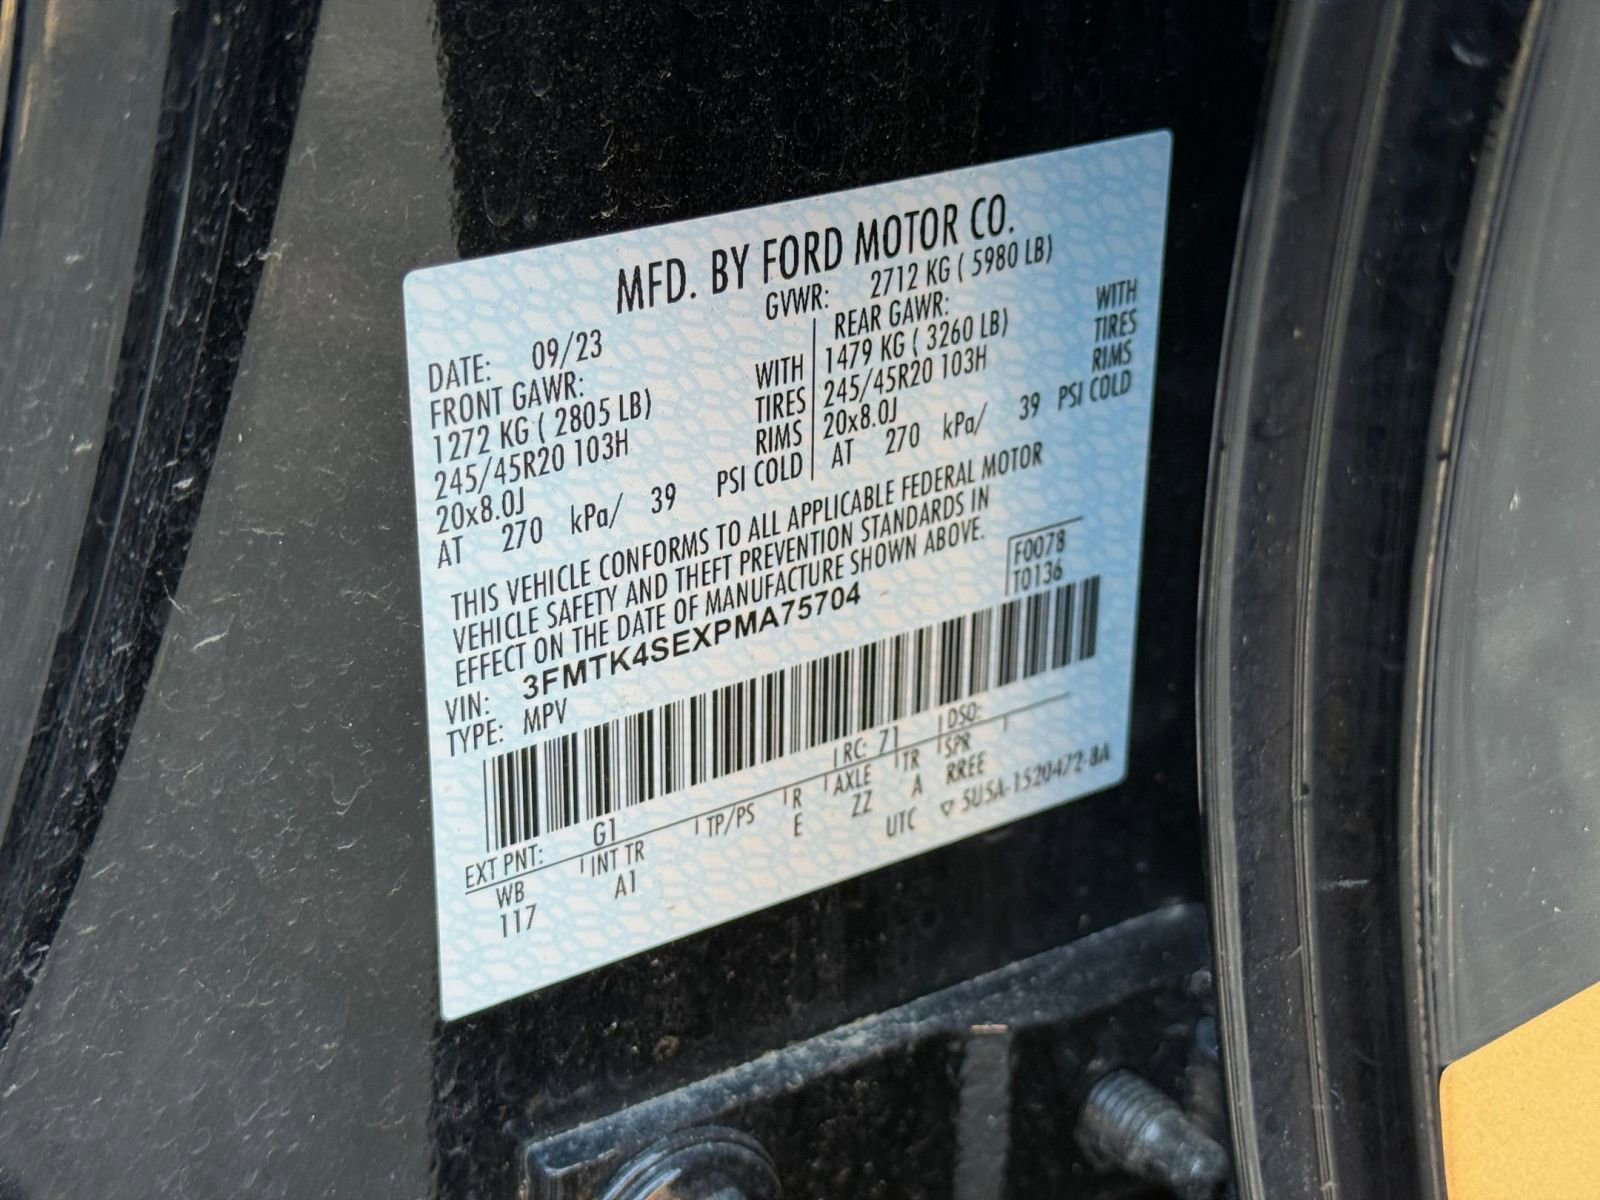 MFD. BY FORD MOTOR CO.
DATE: 09/23 GVWR: 2712 KG ( 5980 LB)
FRONT GAWR: REAR GAWR:
1272 KG ( 2805 LB) WITH 1479 KG ( 3260 LB) WITH
245/45R20 103H TIRES 245/45R20 103H TIRES
20x8.0J RIMS 20x8.0J RIMS
AT 270 kPa/ 39 PSI COLD AT 270 kPa/ 39 PSI COLD
THIS VEHICLE CONFORMS TO ALL APPLICABLE FEDERAL MOTOR
VEHICLE SAFETY AND THEFT PREVENTION STANDARDS IN
EFFECT ON THE DATE OF MANUFACTURE SHOWN ABOVE.
F0078
T0136
VIN: 3FMTK4SEXPMA75704
TYPE: MPV
EXT PNT: G1 RC: 71 DSO:
WB INT TR TP/PS R AXLE TR SPR
117 A1 E ZZ A RREE
UTC ▽ 5U5A-1520472-BA